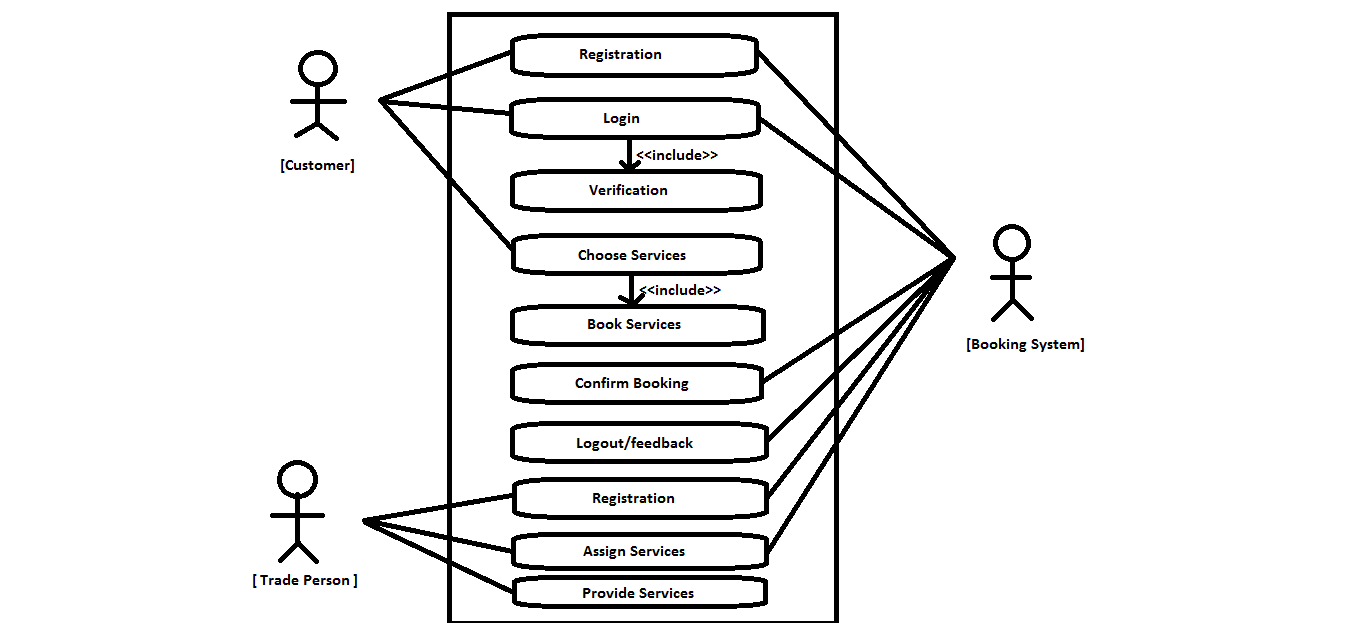 Registration
Login
<<include>>
[Customer]
Verification
Choose Services
<<include>>
Book Services
[Booking System]
Confirm Booking
Logout/feedback
Registration
Assign Services
[ Trade Person ]
Provide Services